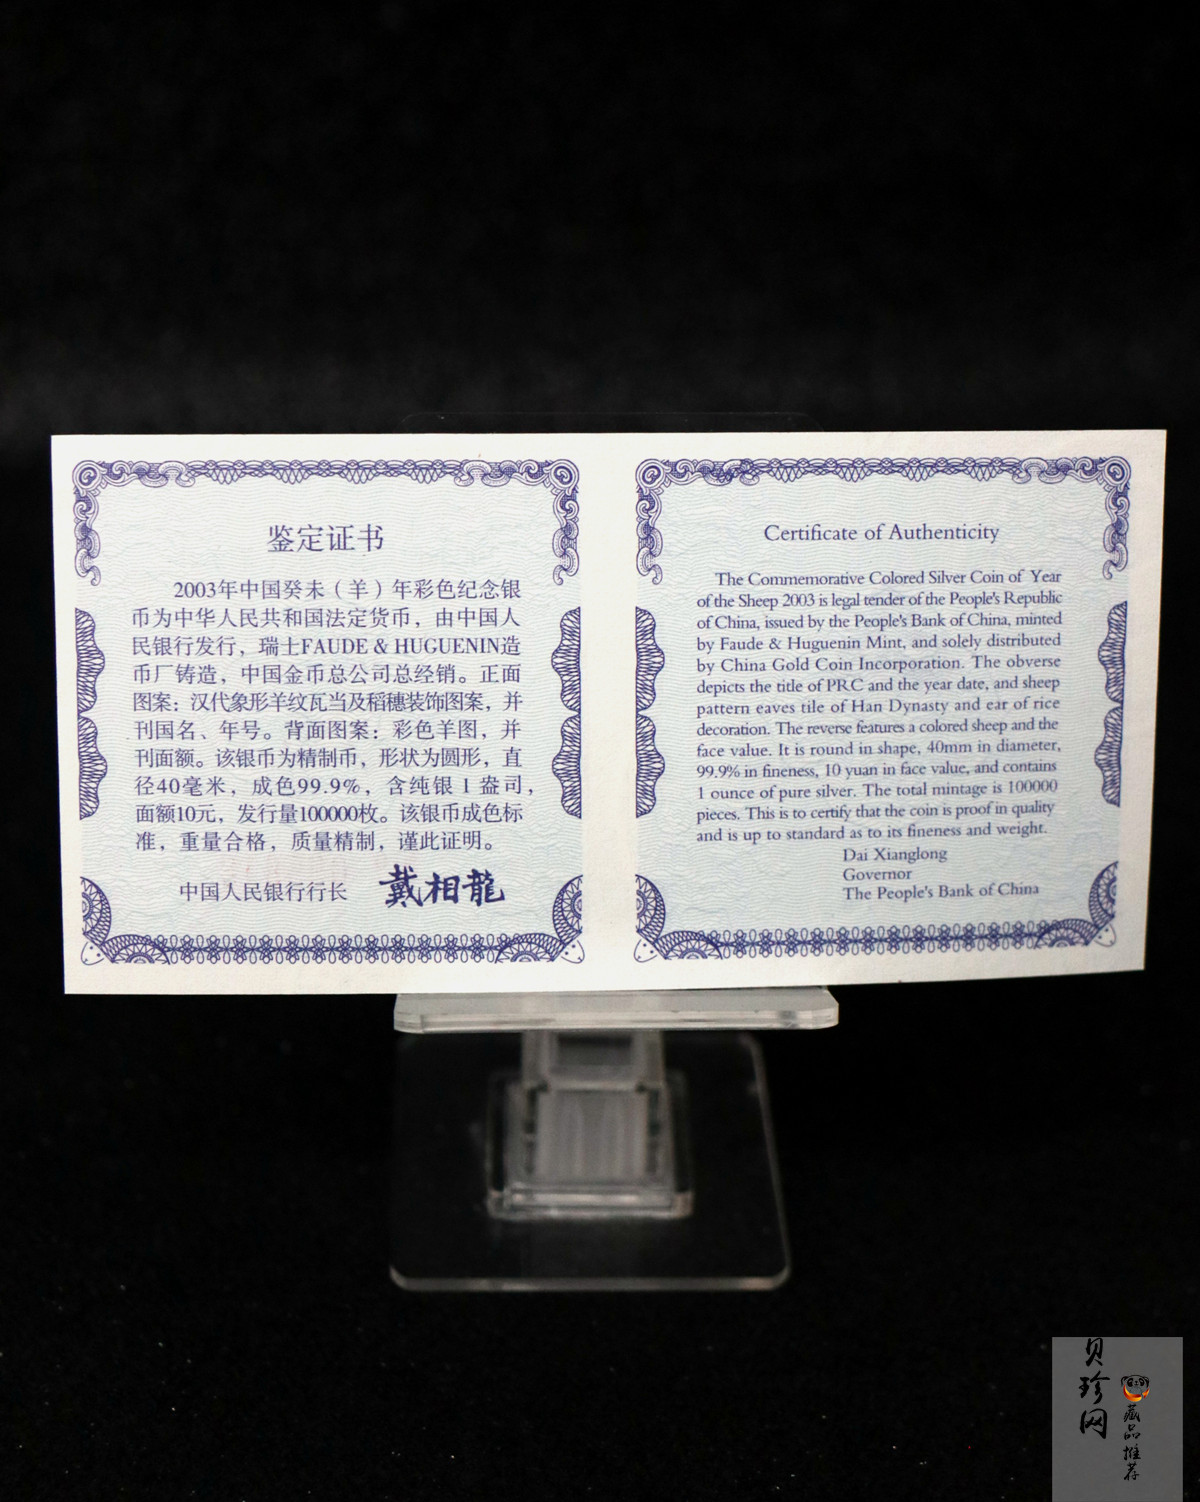 鉴定证书
2003年中国癸未（羊）年彩色纪念银
币为中华人民共和国法定货币，由中国人
民银行发行，瑞士FAUDE & HUGUENIN造
币厂铸造，中国金币总公司总经销。正面
图案：汉代象形羊纹瓦当及稻穗装饰图案，并
刊国名、年号。背面图案：彩色羊图，并
刊面额。该银币为精制币，形状为圆形，直
径40毫米，成色99.9%，含纯银1盎司，
面额10元，发行量100000枚。该银币成色标
准，重量合格，质量精制，谨此证明。
中国人民银行行长 戴相龍
Certificate of Authenticity
The Commemorative Colored Silver Coin of Year
of the Sheep 2003 is legal tender of the People's Republic
of China, issued by the People's Bank of China, minted
by Faude & Huguenin Mint, and solely distributed
by China Gold Coin Incorporation. The obverse
depicts the title of PRC and the year date, and sheep
pattern eaves tile of Han Dynasty and ear of rice
decoration. The reverse features a colored sheep and the
face value. It is round in shape, 40mm in diameter,
99.9% in fineness, 10 yuan in face value, and contains
1 ounce of pure silver. The total mintage is 100000
pieces. This is to certify that the coin is proof in quality
and is up to standard as to its fineness and weight.
Dai Xianglong
Governor
The People's Bank of China
贝珍网
藏品推荐